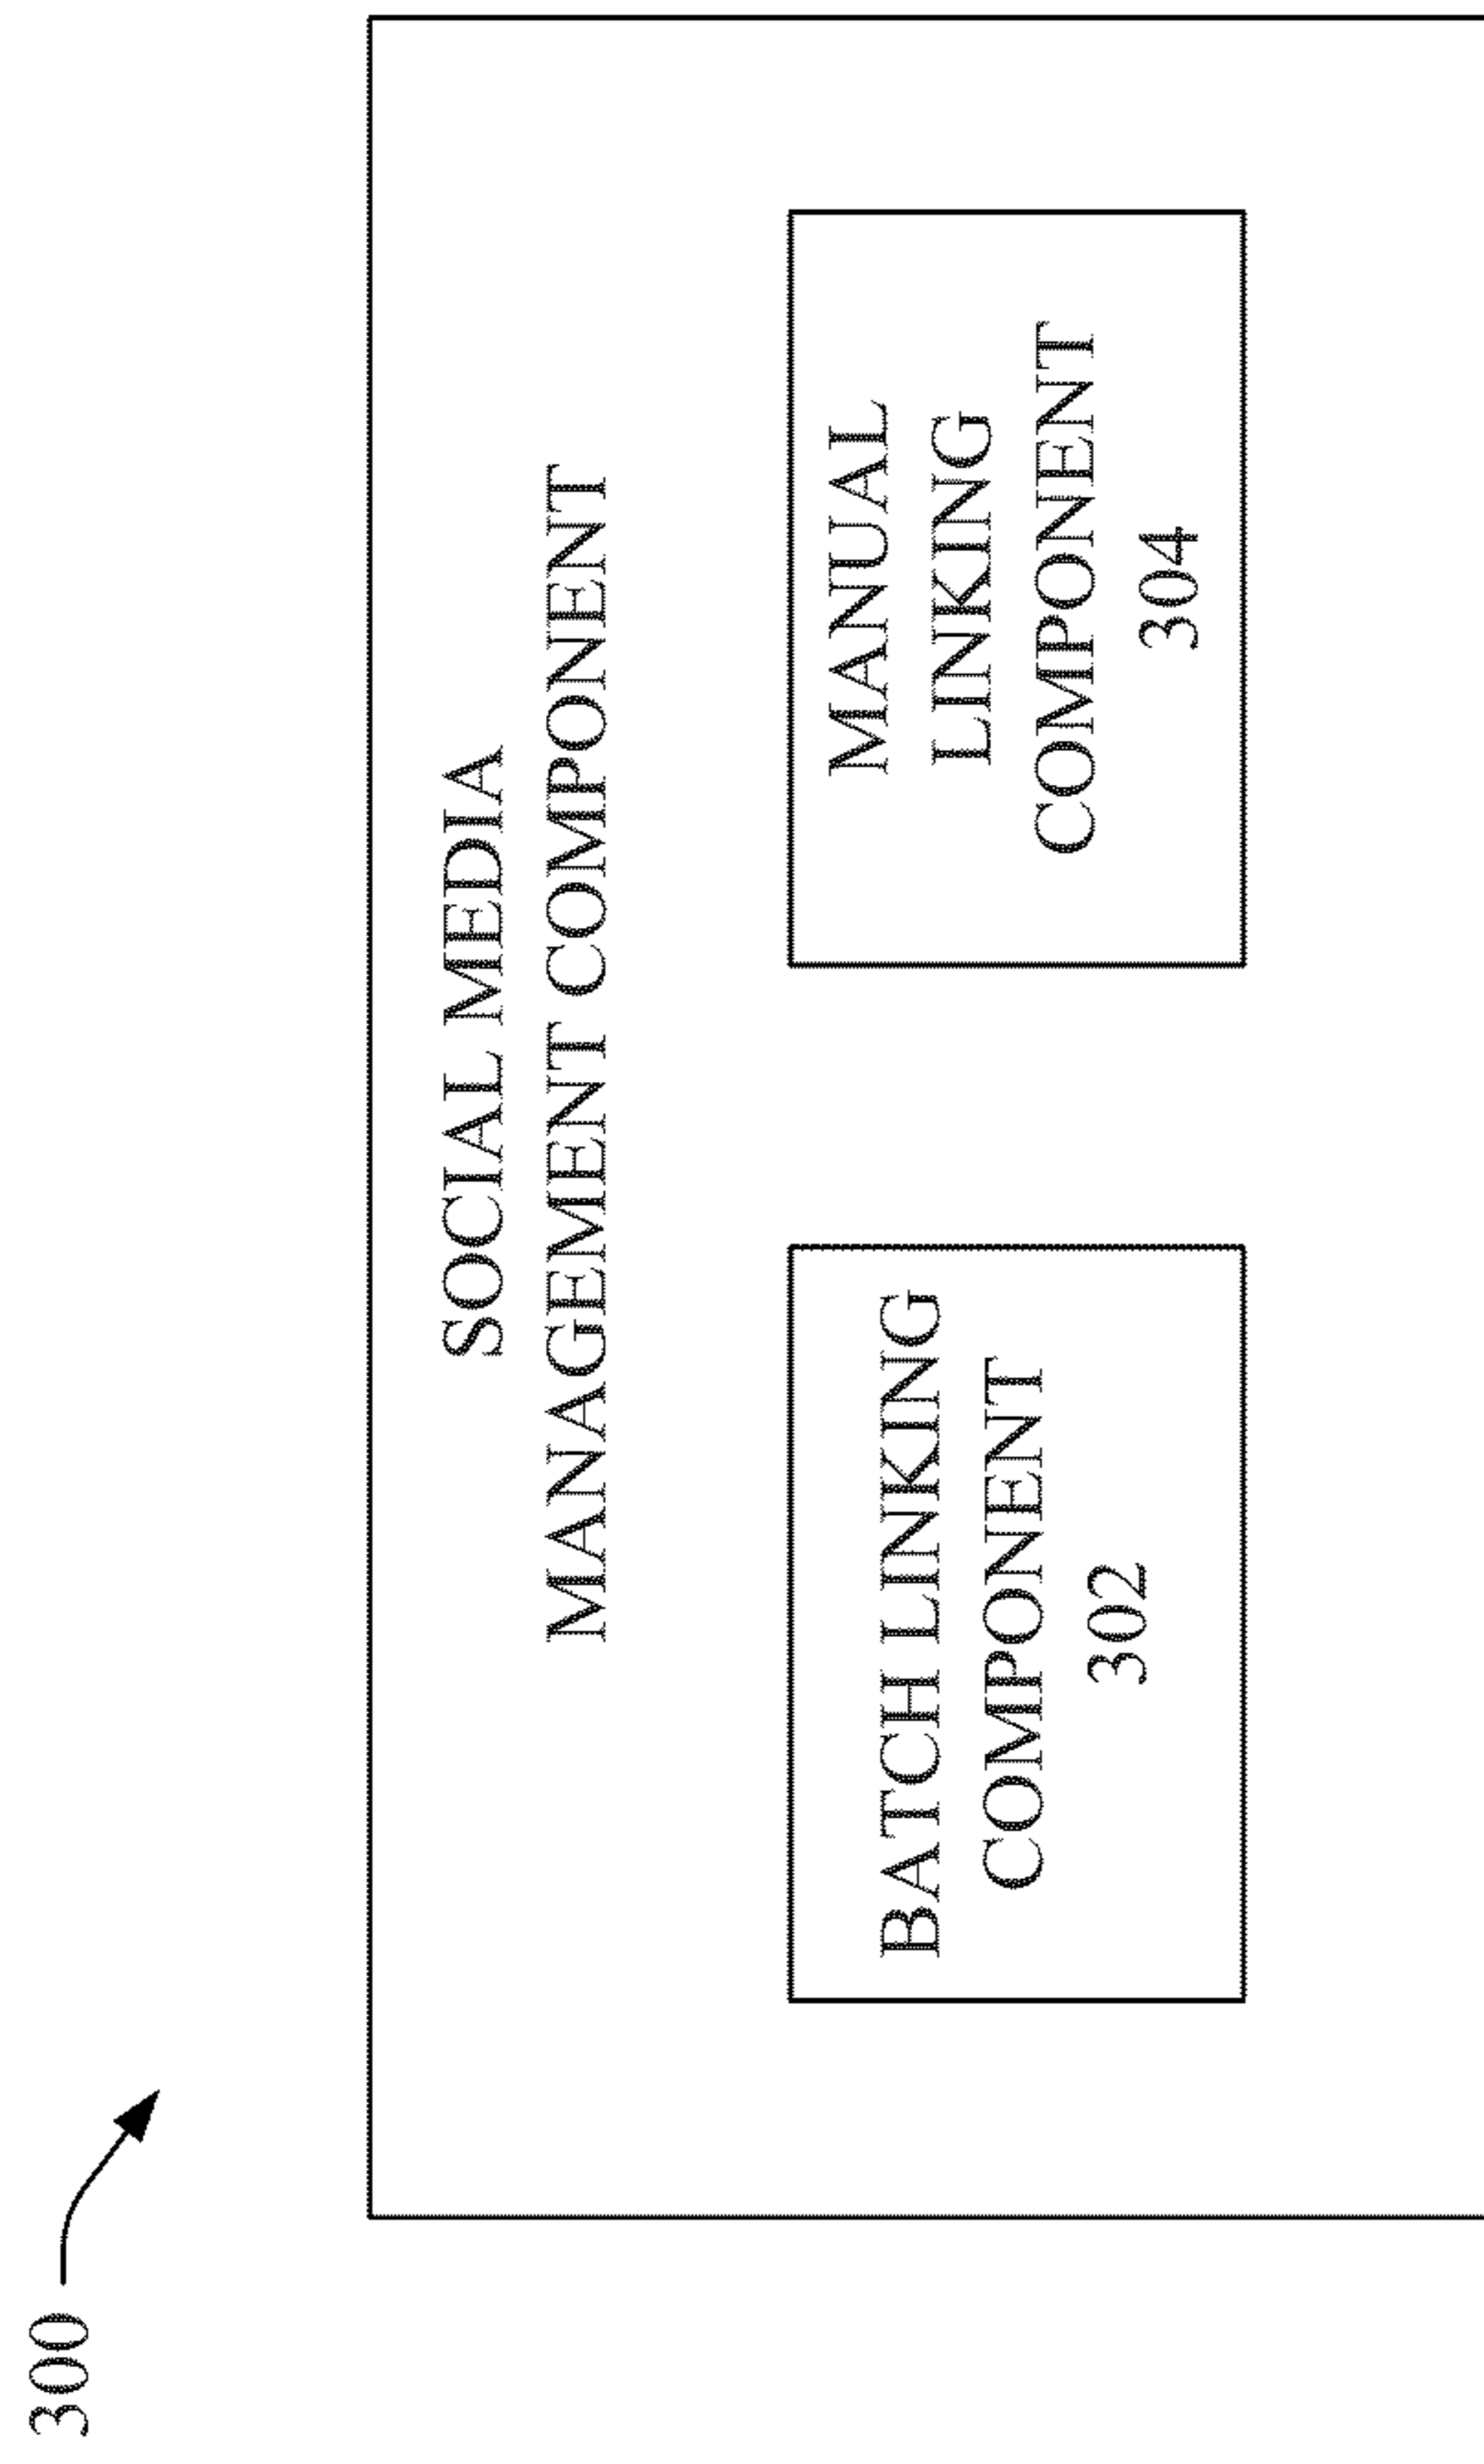 300
SOCIAL MEDIA
MANAGEMENT COMPONENT
BATCH LINKING
COMPONENT
302
MANUAL
LINKING
COMPONENT
304